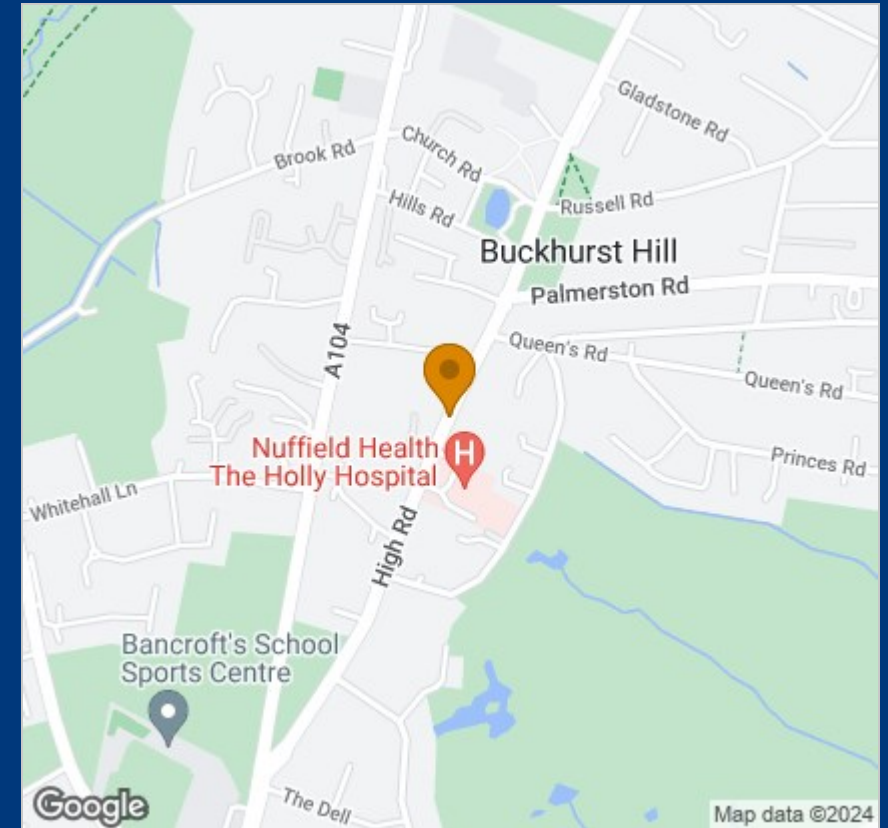 Gladstone Rd
Church Rd
Brook Rd
Hills Rd
Russell Rd
Buckhurst Hill
Palmerston Rd
A104
Queen's Rd
Queen's Rd
Nuffield Health
The Holly Hospital
H
Princes Rd
Whitehall Ln
High Rd
Bancroft's School
Sports Centre
The Dell
Google
Map data ©2024